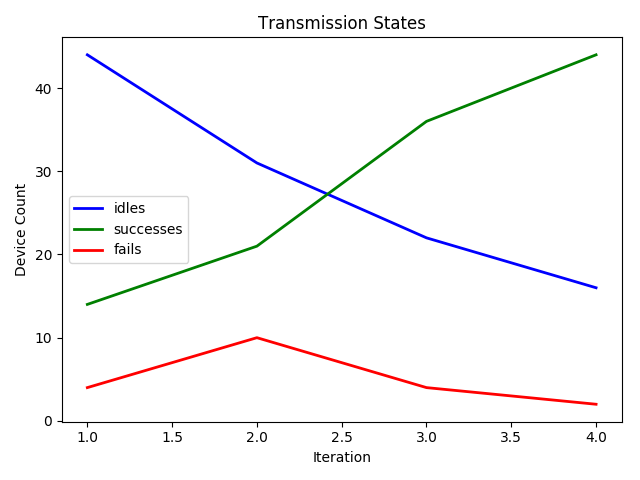 Transmission States
Device Count
40
30
20
10
0
idles
successes
fails
1.0 1.5 2.0 2.5 3.0 3.5 4.0
Iteration